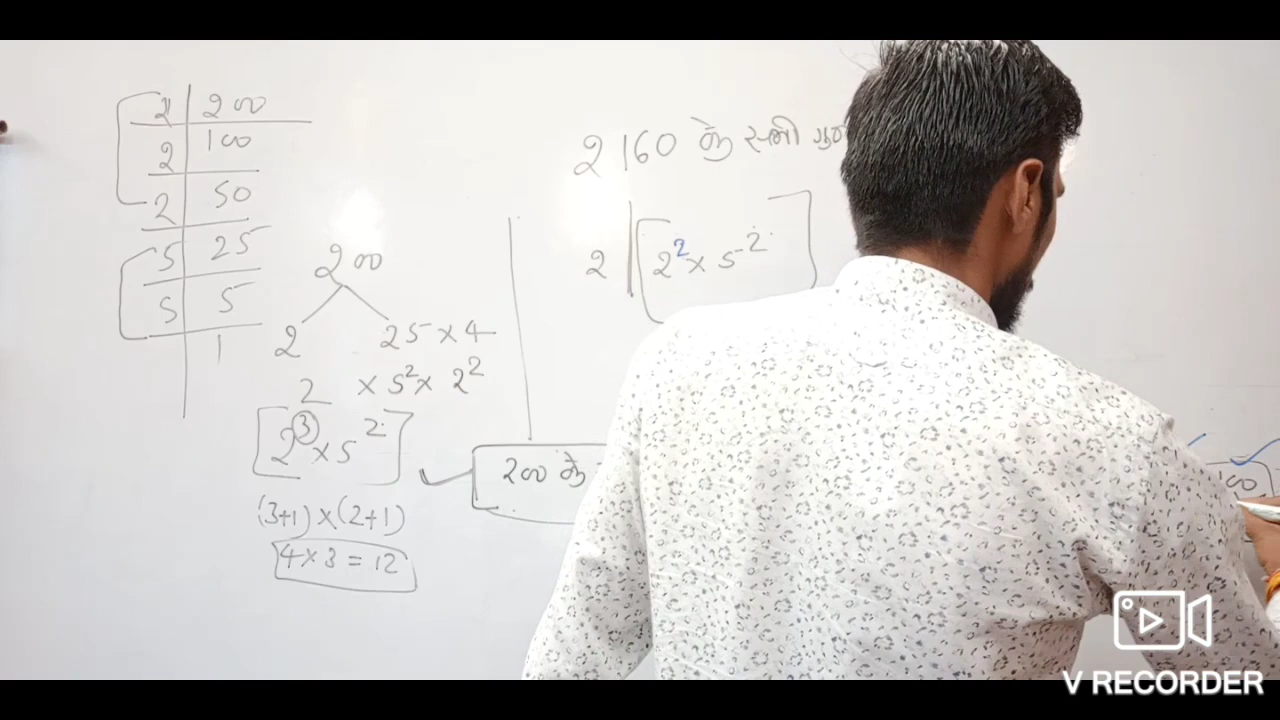 2 | 200
2 | 100
2 | 50
5 | 25
5 | 5
| 1
200
2 25 × 4
2 × 5² × 2²
[2³ × 5²]
(3+1) × (2+1)
4 × 3 = 12
2160 के सभी
2 | [2² × 5²]
200 के
100
V RECORDER